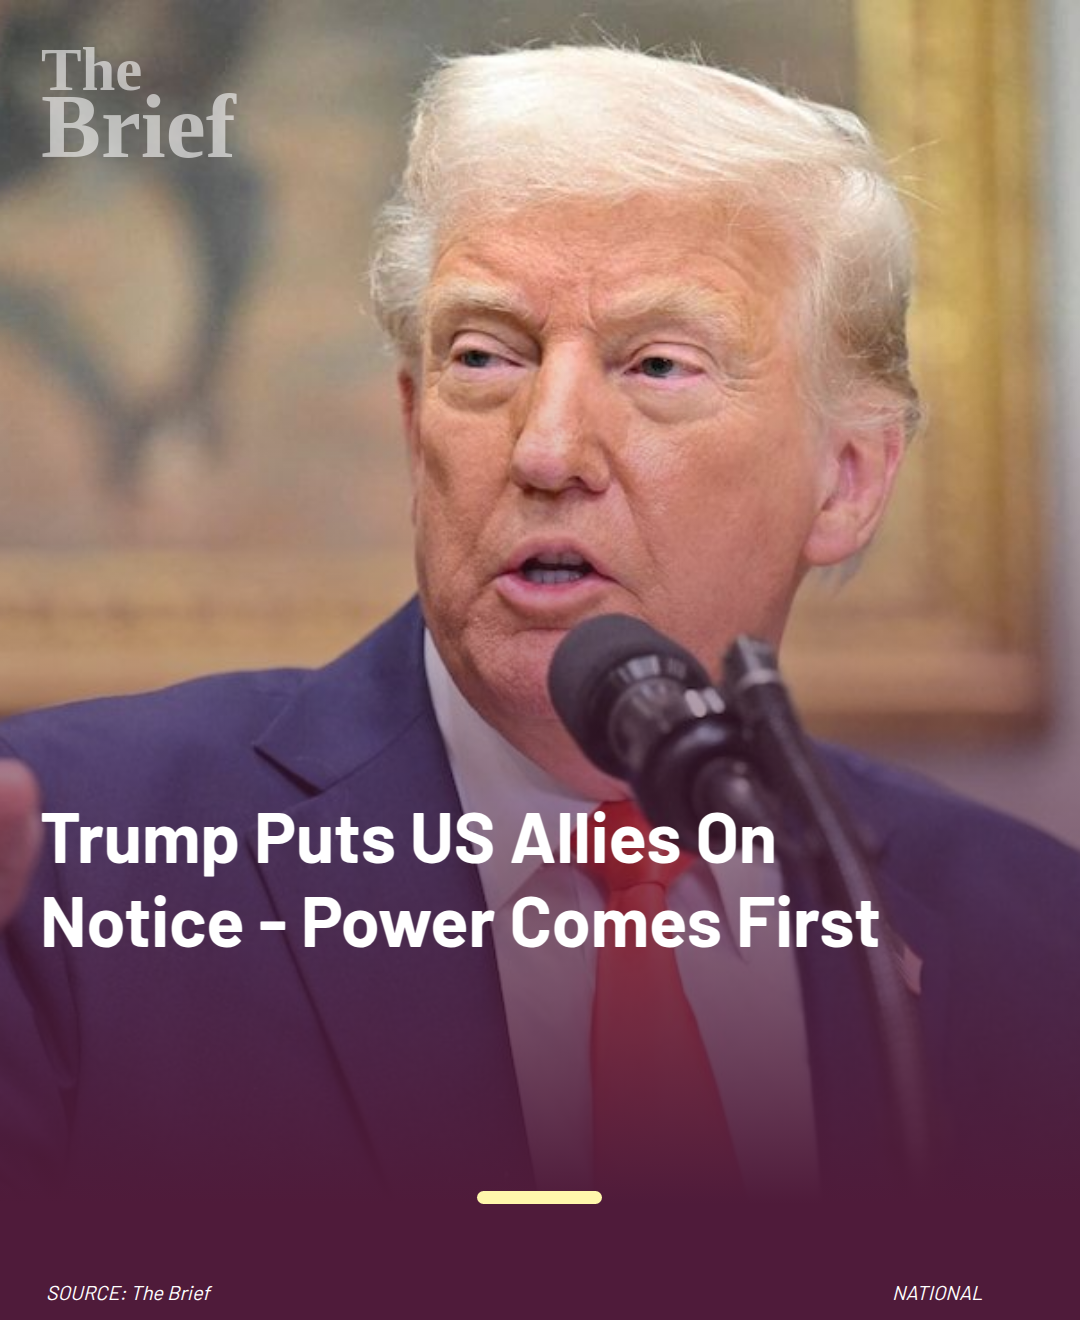 The
Brief
Trump Puts US Allies On
Notice - Power Comes First
SOURCE: The Brief
NATIONAL